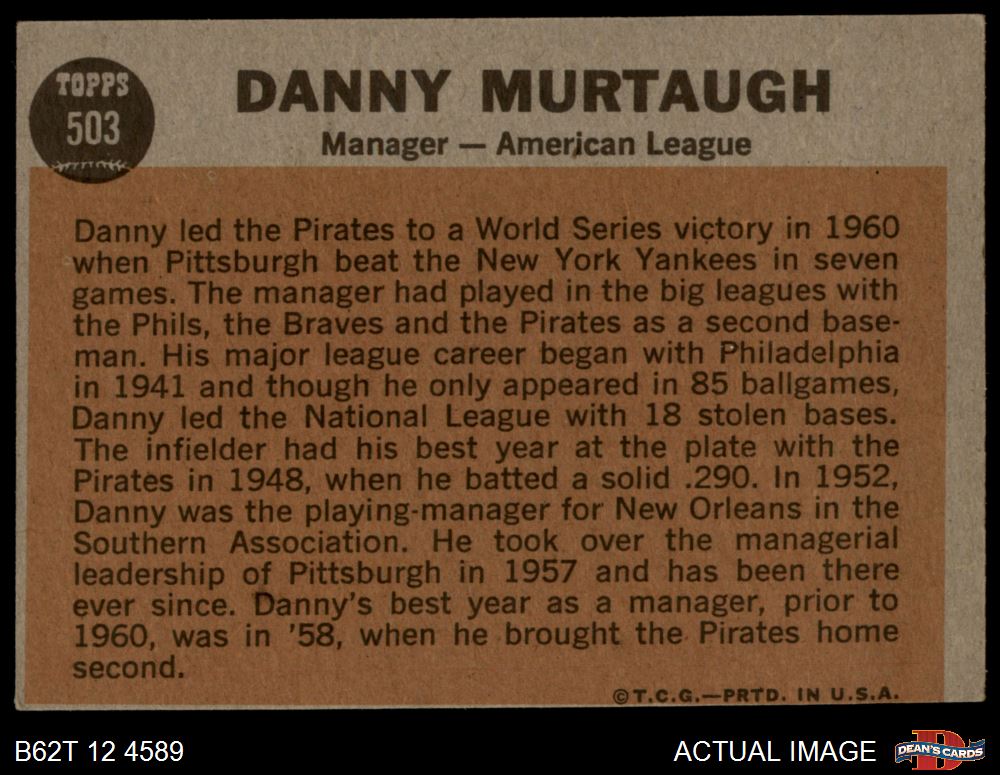 TOPPS
503
DANNY MURTAUGH
Manager — American League
Danny led the Pirates to a World Series victory in 1960
when Pittsburgh beat the New York Yankees in seven
games. The manager had played in the big leagues with
the Phils, the Braves and the Pirates as a second base-
man. His major league career began with Philadelphia
in 1941 and though he only appeared in 85 ballgames,
Danny led the National League with 18 stolen bases.
The infielder had his best year at the plate with the
Pirates in 1948, when he batted a solid .290. In 1952,
Danny was the playing-manager for New Orleans in the
Southern Association. He took over the managerial
leadership of Pittsburgh in 1957 and has been there
ever since. Danny's best year as a manager, prior to
1960, was in '58, when he brought the Pirates home
second.
©T.C.G.—PRTD. IN U.S.A.
B62T 12 4589
ACTUAL IMAGE
DEAN'S CARDS